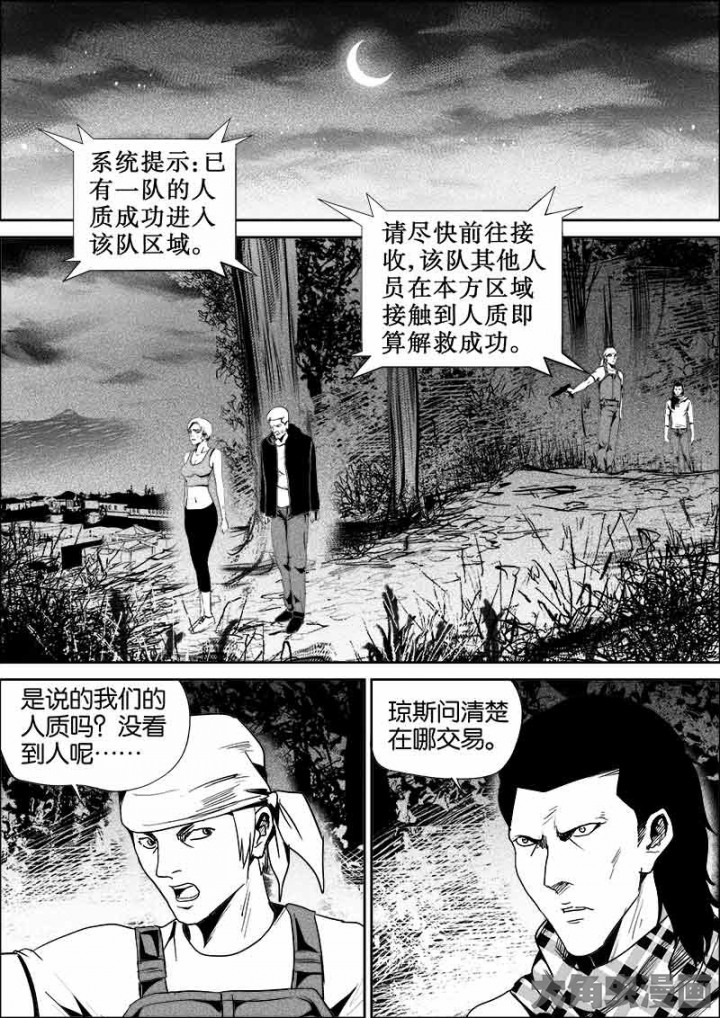 系统提示:已
有一队的人
质成功进入
该队区域。
请尽快前往接
收,该队其他人
员在本方区域
接触到人质即
算解救成功。
是说的我们的
人质吗?没看
到人呢……
琼斯问清楚
在哪交易。